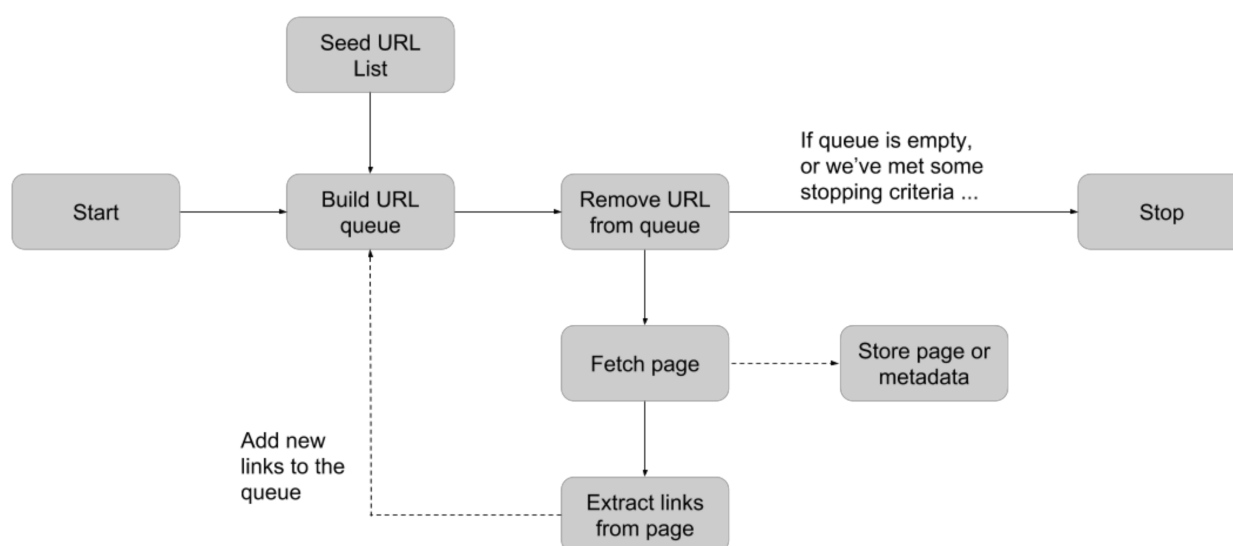 Seed URL
List
If queue is empty,
or we've met some
stopping criteria ...
Start
Build URL
queue
Remove URL
from queue
Stop
Fetch page
Store page or
metadata
Add new
links to the
queue
Extract links
from page